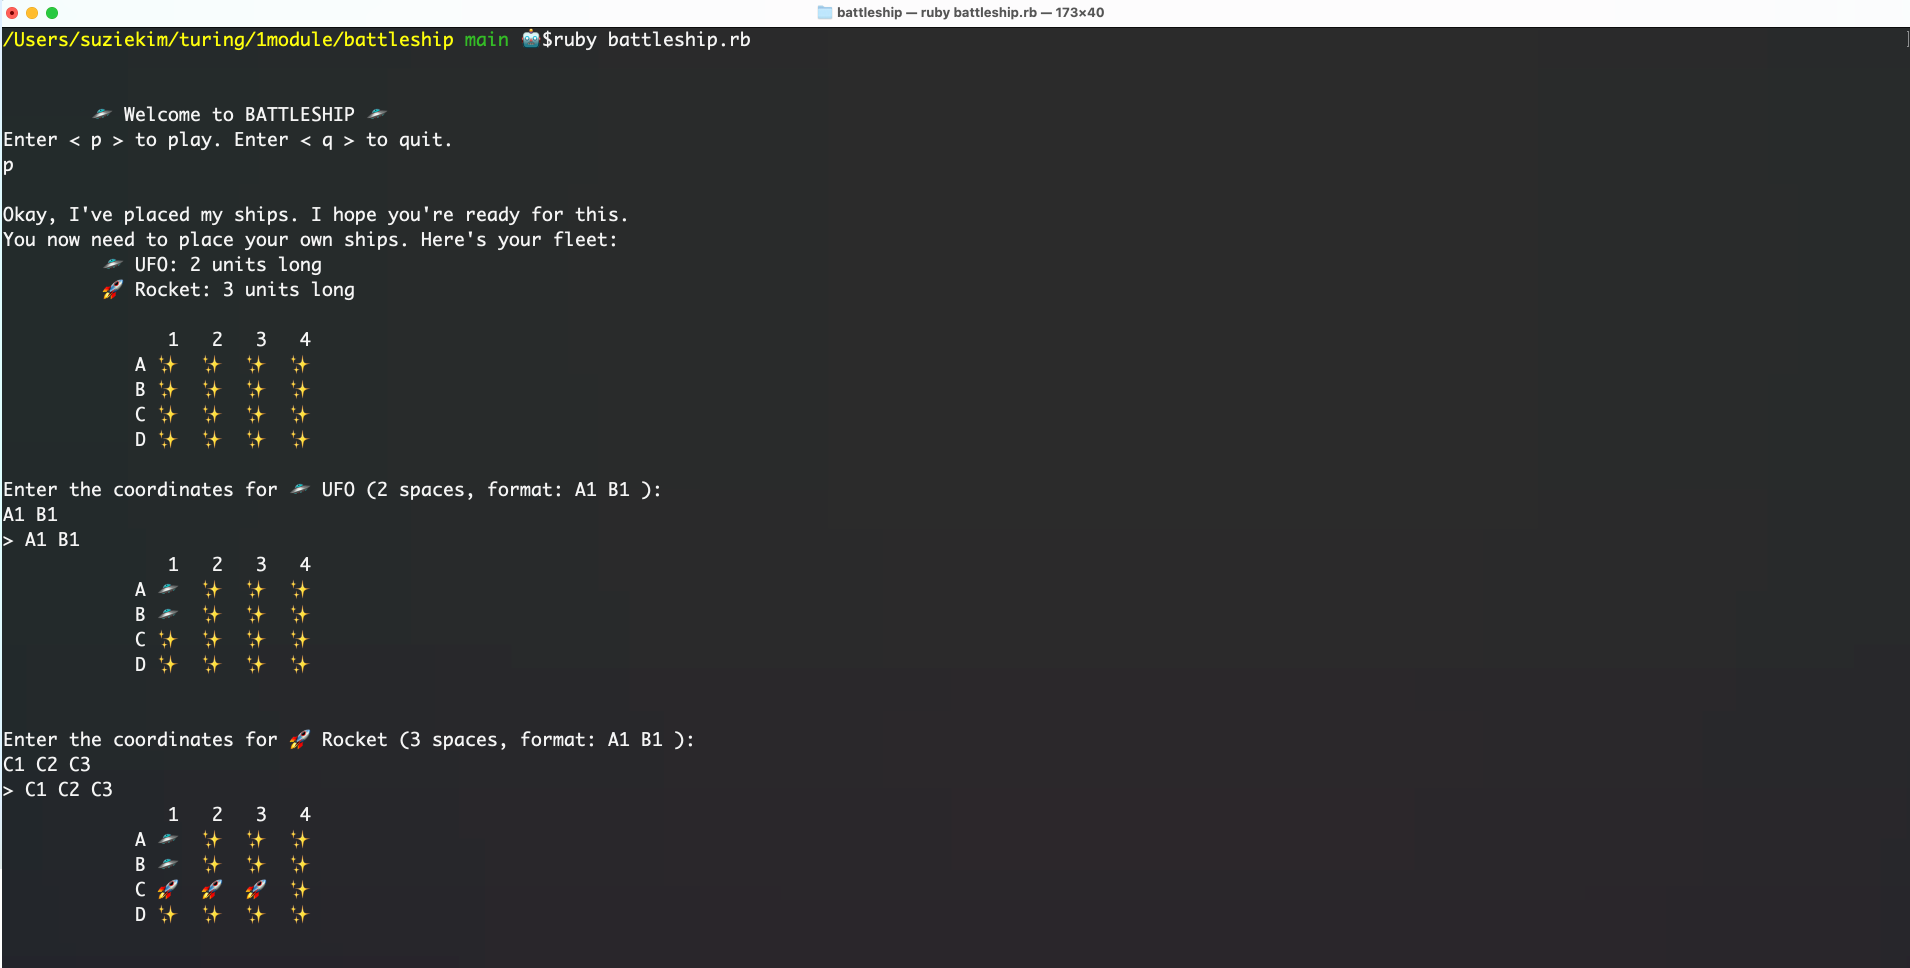 battleship — ruby battleship.rb — 173×40
/Users/suziekim/turing/1module/battleship main 🤖$ruby battleship.rb
🛸 Welcome to BATTLESHIP 🛸
Enter < p > to play. Enter < q > to quit.
p
Okay, I've placed my ships. I hope you're ready for this.
You now need to place your own ships. Here's your fleet:
🛸 UFO: 2 units long
🚀 Rocket: 3 units long
1 2 3 4
A ✨ ✨ ✨ ✨
B ✨ ✨ ✨ ✨
C ✨ ✨ ✨ ✨
D ✨ ✨ ✨ ✨
Enter the coordinates for 🛸 UFO (2 spaces, format: A1 B1 ):
A1 B1
> A1 B1
1 2 3 4
A 🛸 ✨ ✨ ✨
B 🛸 ✨ ✨ ✨
C ✨ ✨ ✨ ✨
D ✨ ✨ ✨ ✨
Enter the coordinates for 🚀 Rocket (3 spaces, format: A1 B1 ):
C1 C2 C3
> C1 C2 C3
1 2 3 4
A 🛸 ✨ ✨ ✨
B 🛸 ✨ ✨ ✨
C 🚀 🚀 🚀 ✨
D ✨ ✨ ✨ ✨